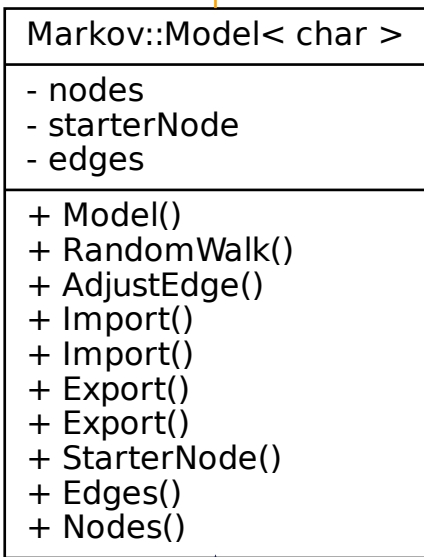 Markov::Model< char >
- nodes
- starterNode
- edges
+ Model()
+ RandomWalk()
+ AdjustEdge()
+ Import()
+ Import()
+ Export()
+ Export()
+ StarterNode()
+ Edges()
+ Nodes()